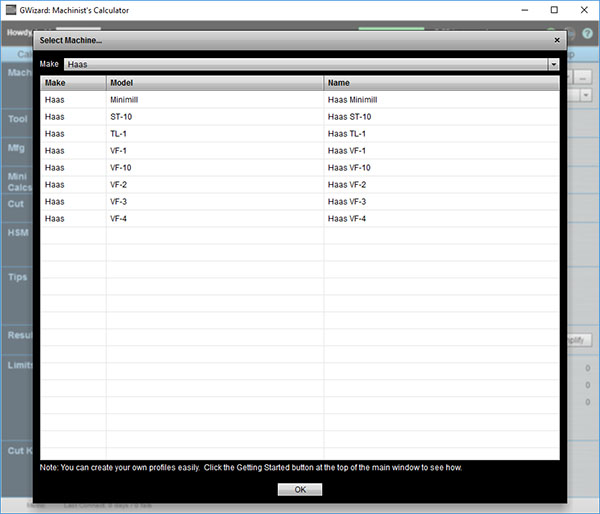 GWizard: Machinist's Calculator
Howdy
Select Machine...
Make Haas
Make Model Name
Haas Minimill Haas Minimill
Haas ST-10 Haas ST-10
Haas TL-1 Haas TL-1
Haas VF-1 Haas VF-1
Haas VF-10 Haas VF-10
Haas VF-2 Haas VF-2
Haas VF-3 Haas VF-3
Haas VF-4 Haas VF-4
Mach
...
Tool
Mfg
Mini
Calcs
Cut
HSM
Tips
Resul
Limits
0
0
0
Cut K
Note: You can create your own profiles easily. Click the Getting Started button at the top of the main window to see how.
OK